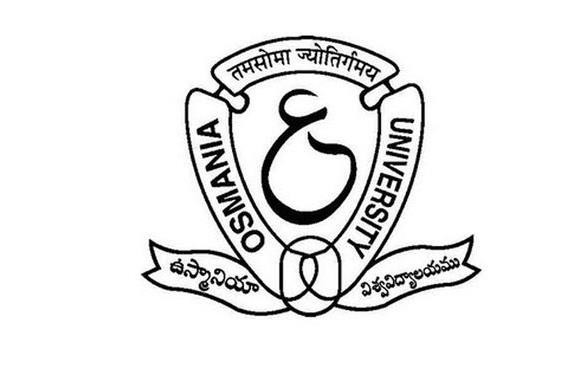 तमसोमा ज्योतिर्गमय
ع
OSMANIA
UNIVERSITY
ఉస్మానియా
విశ్వవిద్యాలయము